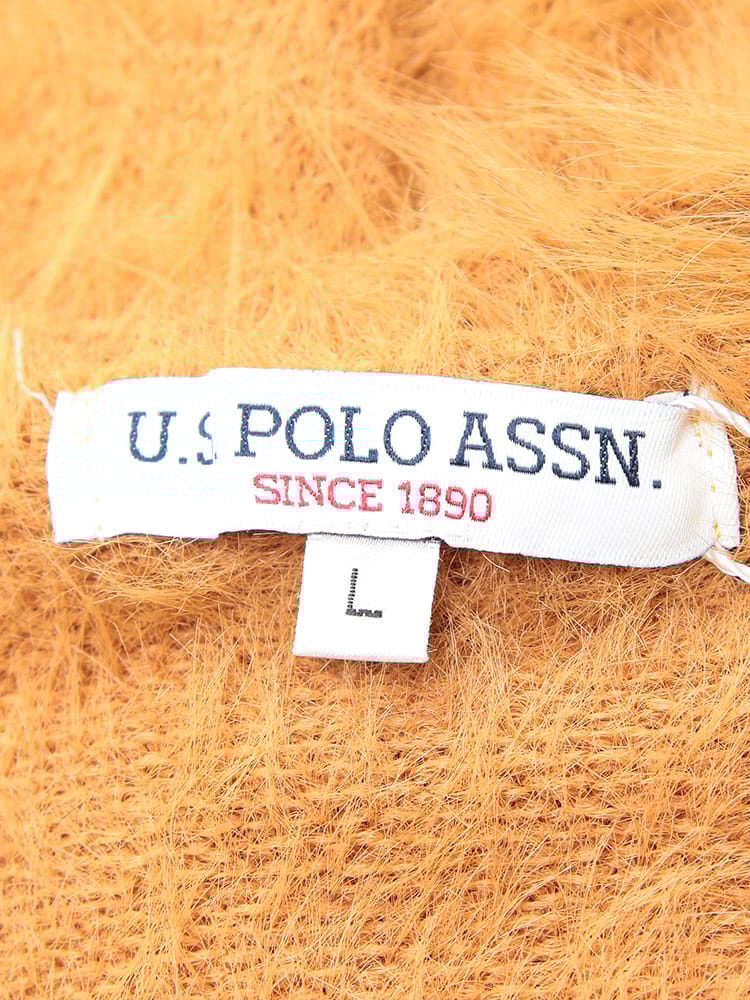 U.S POLO ASSN.
SINCE 1890
L